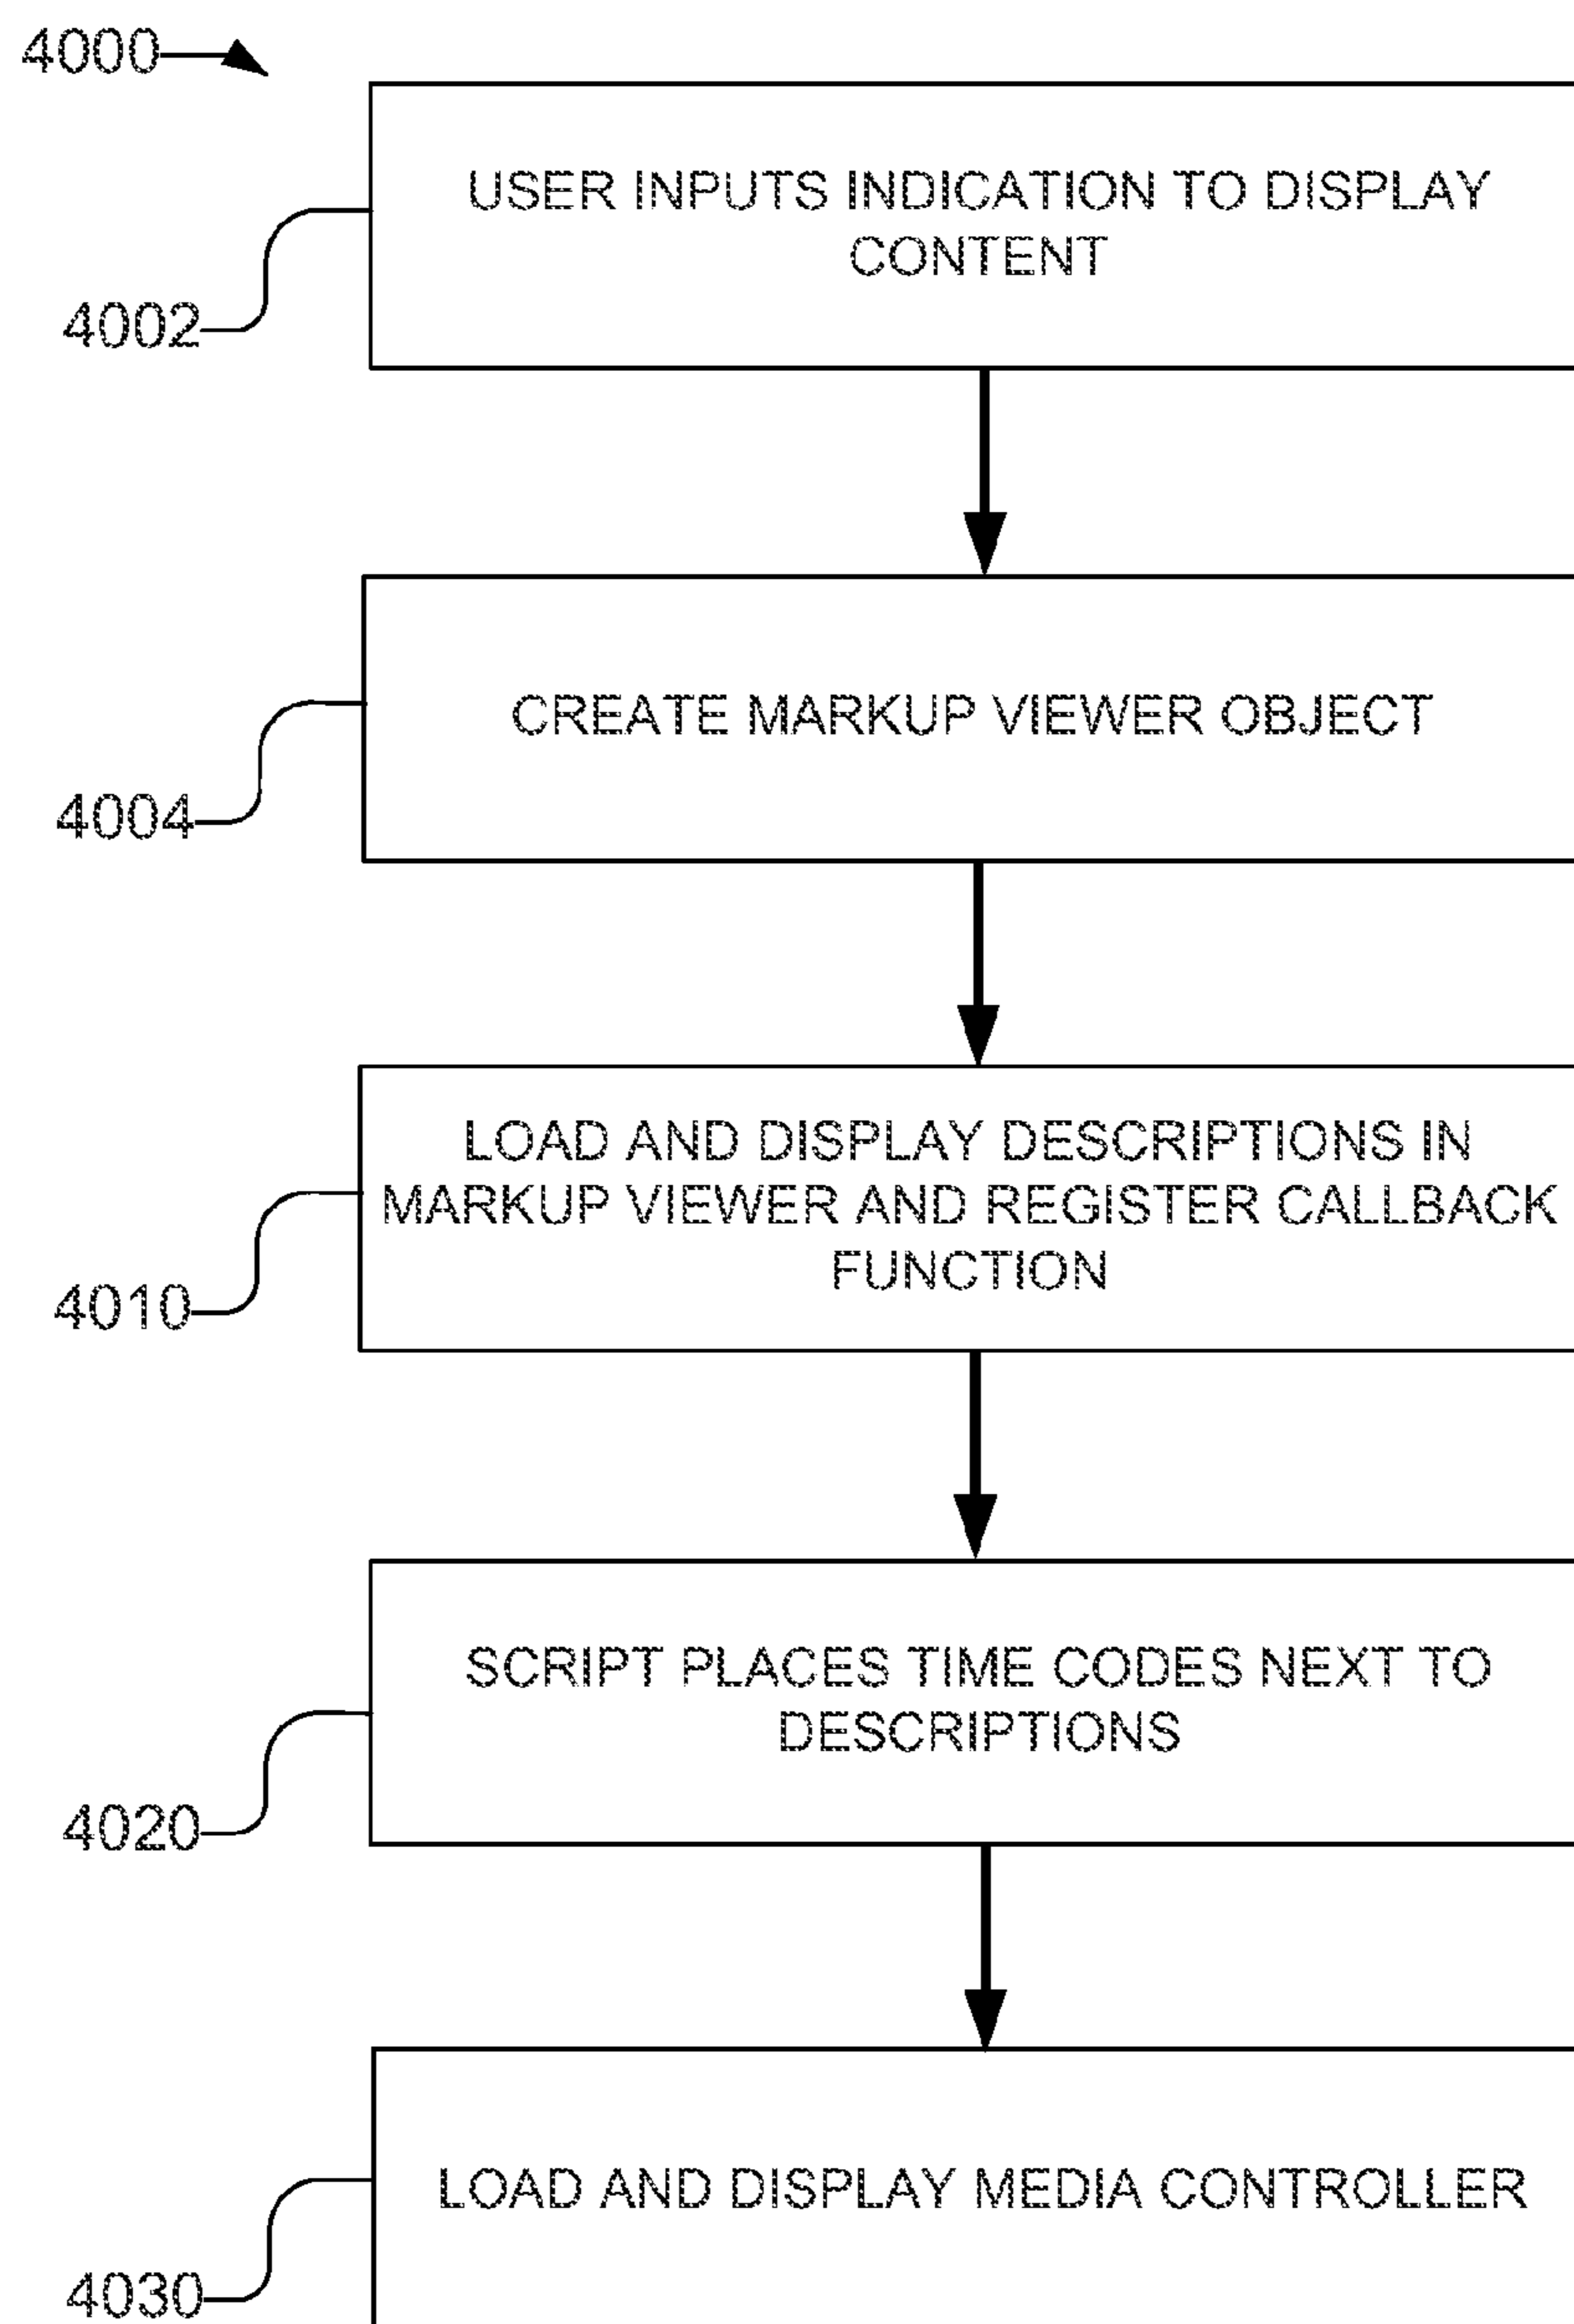 4000
USER INPUTS INDICATION TO DISPLAY
CONTENT
4002
CREATE MARKUP VIEWER OBJECT
4004
LOAD AND DISPLAY DESCRIPTIONS IN
MARKUP VIEWER AND REGISTER CALLBACK
FUNCTION
4010
SCRIPT PLACES TIME CODES NEXT TO
DESCRIPTIONS
4020
LOAD AND DISPLAY MEDIA CONTROLLER
4030